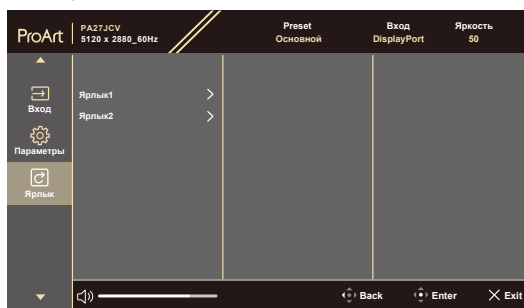 ProArt
PA27JCV
5120 x 2880_60Hz
Preset
Основной
Вход
DisplayPort
Яркость
50
Вход
Параметры
Ярлык
Ярлык1
Ярлык2
Back
Enter
Exit